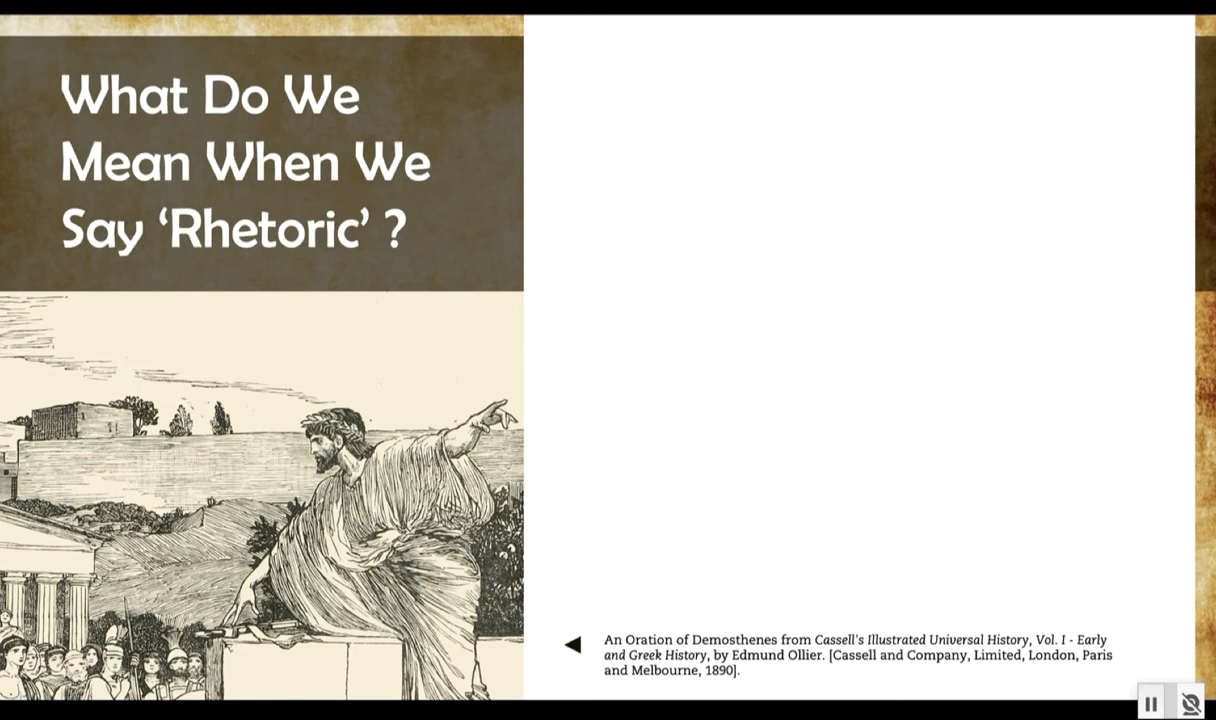 What Do We
Mean When We
Say ‘Rhetoric’ ?
An Oration of Demosthenes from Cassell's Illustrated Universal History, Vol. I - Early
and Greek History, by Edmund Ollier. [Cassell and Company, Limited, London, Paris
and Melbourne, 1890].